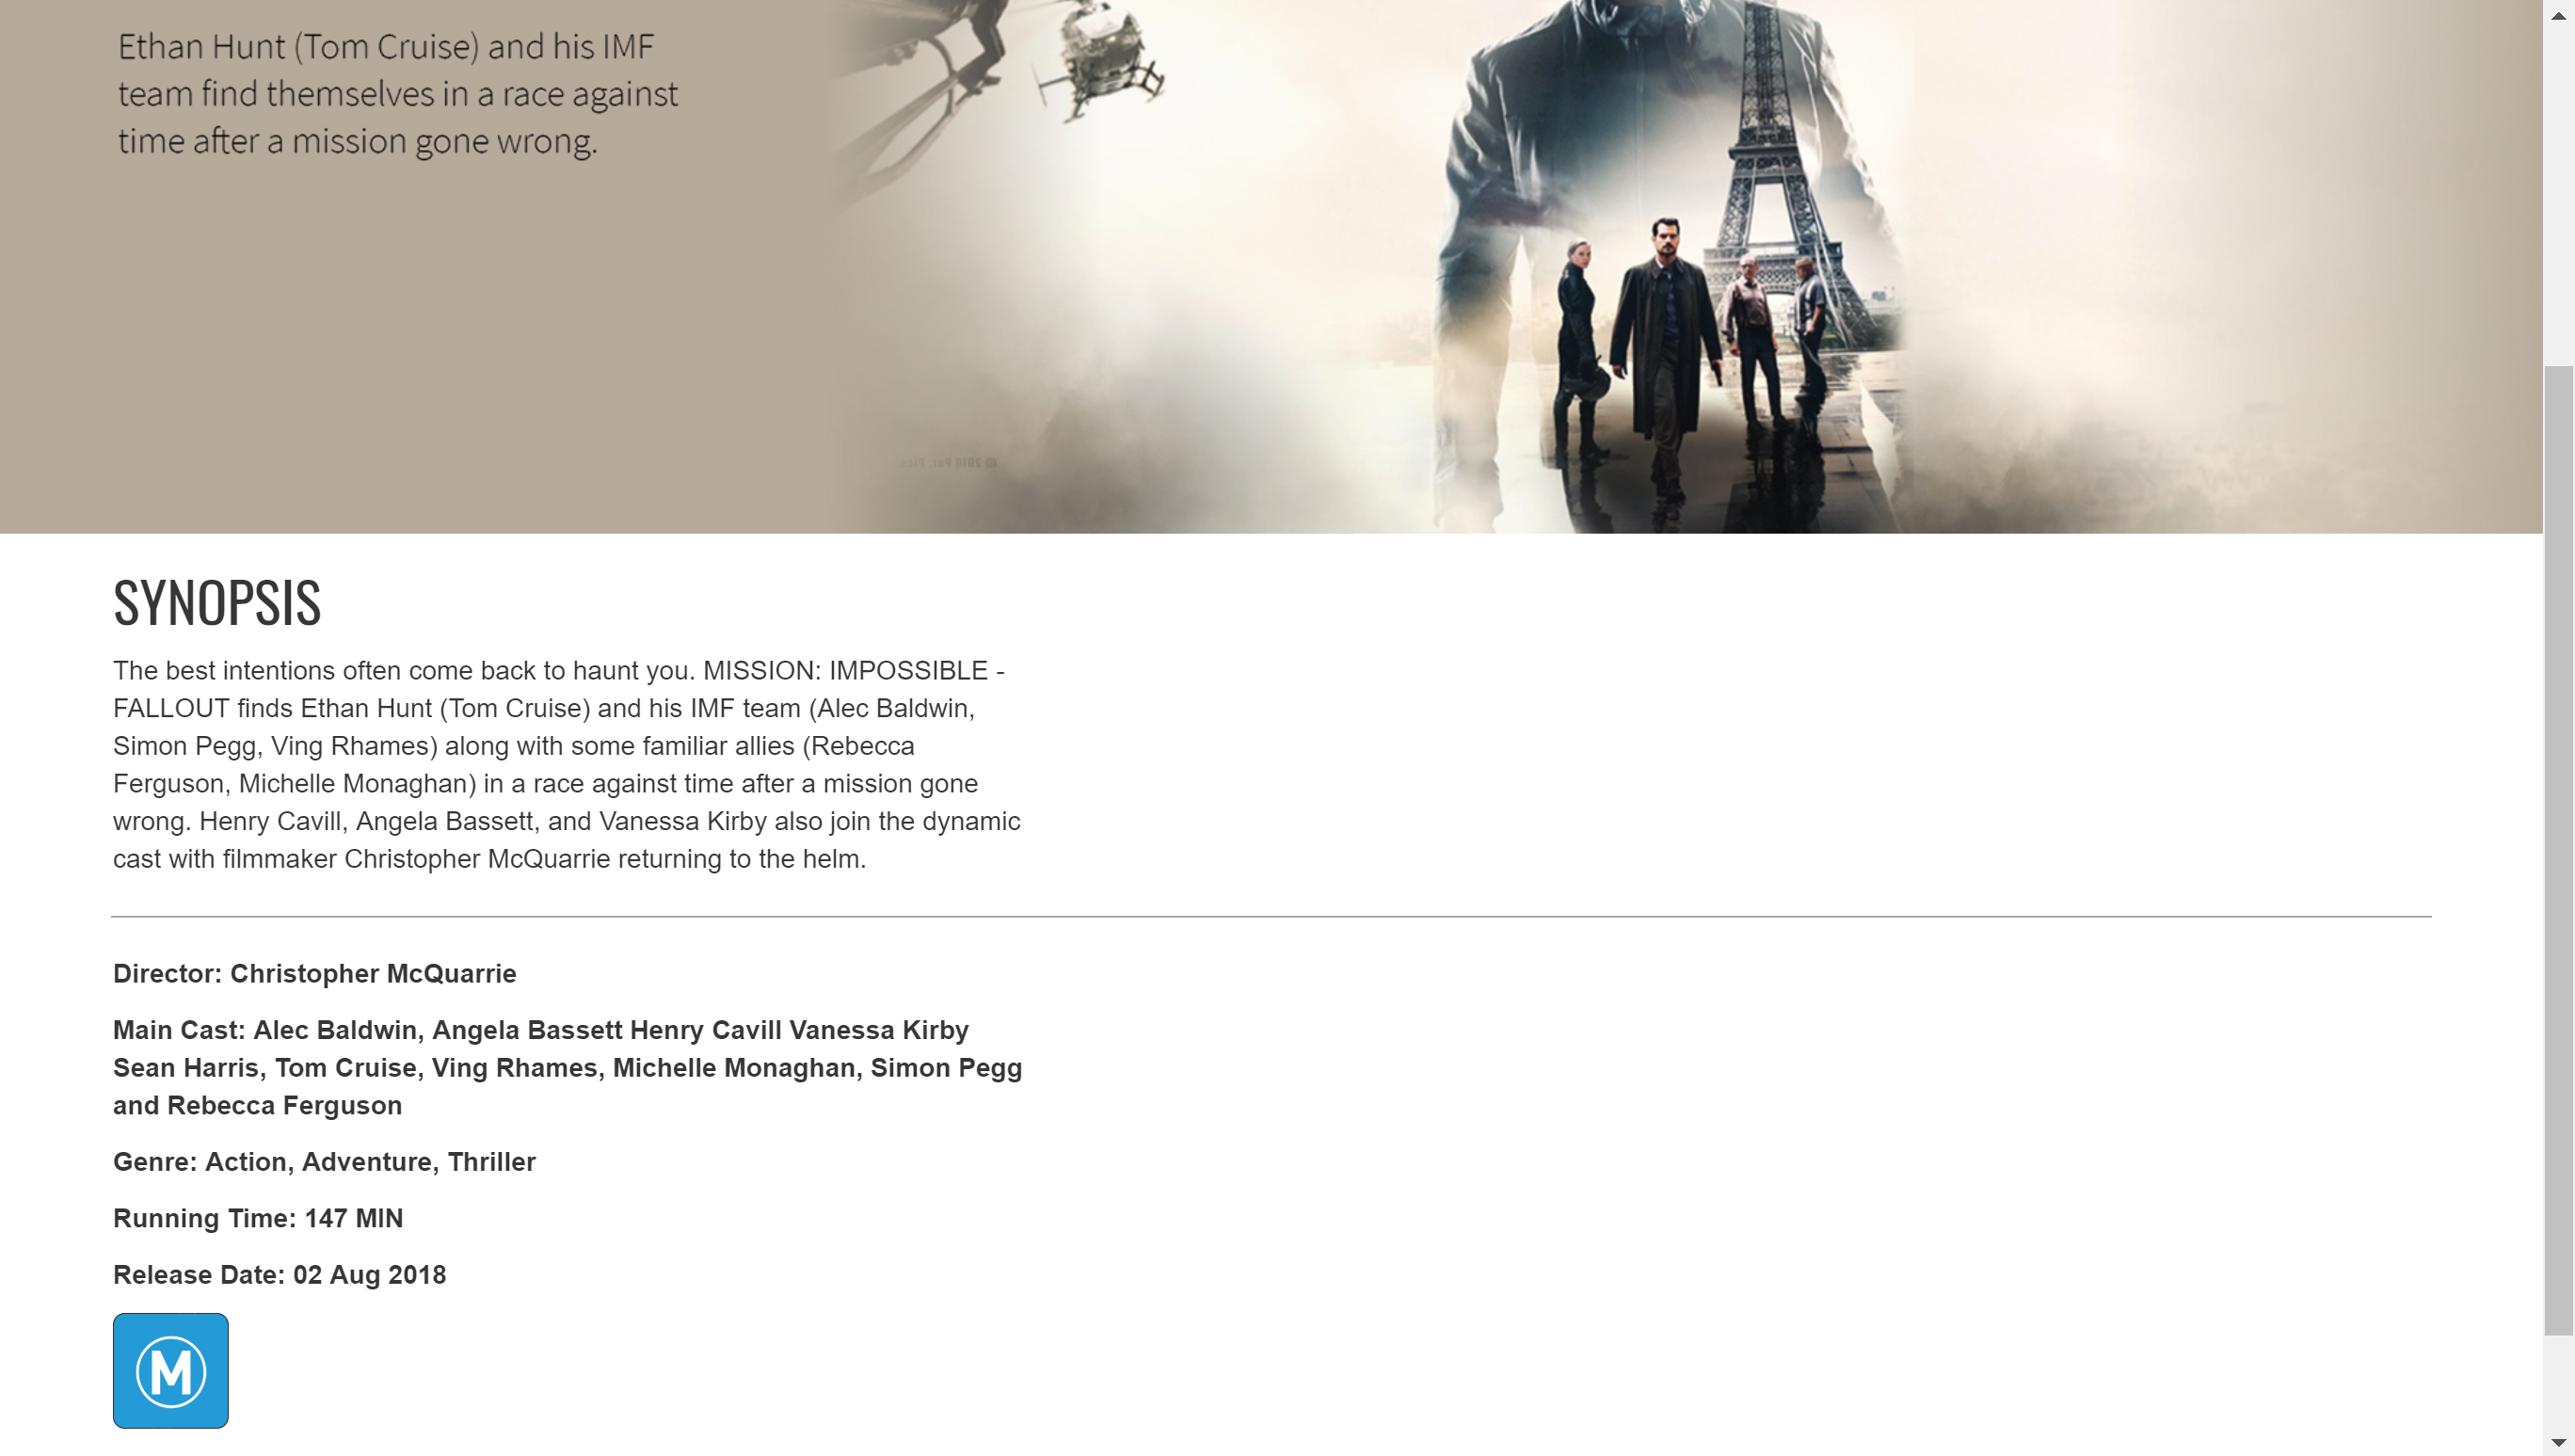 Ethan Hunt (Tom Cruise) and his IMF
team find themselves in a race against
time after a mission gone wrong.
© 2018 Par. Pics.
SYNOPSIS
The best intentions often come back to haunt you. MISSION: IMPOSSIBLE -
FALLOUT finds Ethan Hunt (Tom Cruise) and his IMF team (Alec Baldwin,
Simon Pegg, Ving Rhames) along with some familiar allies (Rebecca
Ferguson, Michelle Monaghan) in a race against time after a mission gone
wrong. Henry Cavill, Angela Bassett, and Vanessa Kirby also join the dynamic
cast with filmmaker Christopher McQuarrie returning to the helm.
Director: Christopher McQuarrie
Main Cast: Alec Baldwin, Angela Bassett Henry Cavill Vanessa Kirby
Sean Harris, Tom Cruise, Ving Rhames, Michelle Monaghan, Simon Pegg
and Rebecca Ferguson
Genre: Action, Adventure, Thriller
Running Time: 147 MIN
Release Date: 02 Aug 2018
M